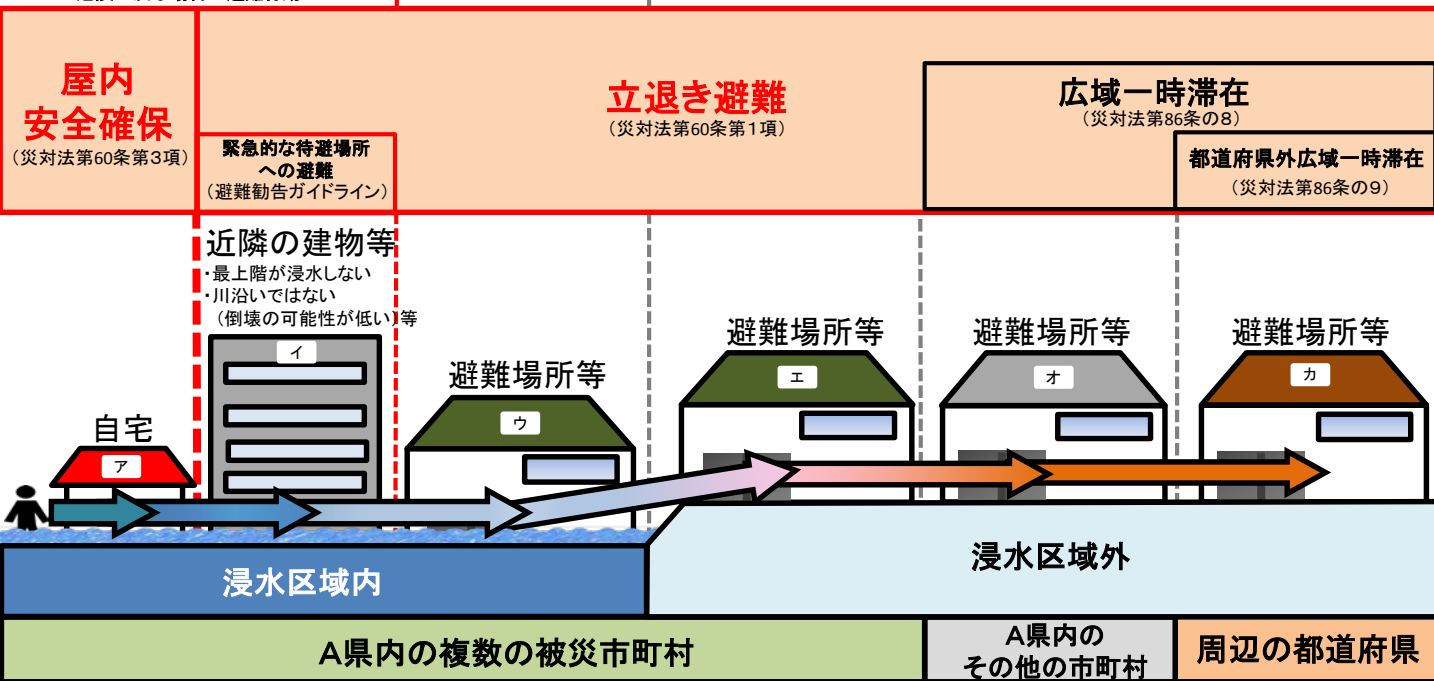 屋内
安全確保
（災対法第60条第3項）
緊急的な待避場所
への避難
（避難勧告ガイドライン）
立退き避難
（災対法第60条第1項）
広域一時滞在
（災対法第86条の8）
都道府県外広域一時滞在
（災対法第86条の9）
近隣の建物等
・最上階が浸水しない
・川沿いではない
（倒壊の可能性が低い）等
自宅
ア
イ
避難場所等
ウ
避難場所等
エ
避難場所等
オ
避難場所等
カ
浸水区域内
浸水区域外
A県内の複数の被災市町村
A県内の
その他の市町村
周辺の都道府県